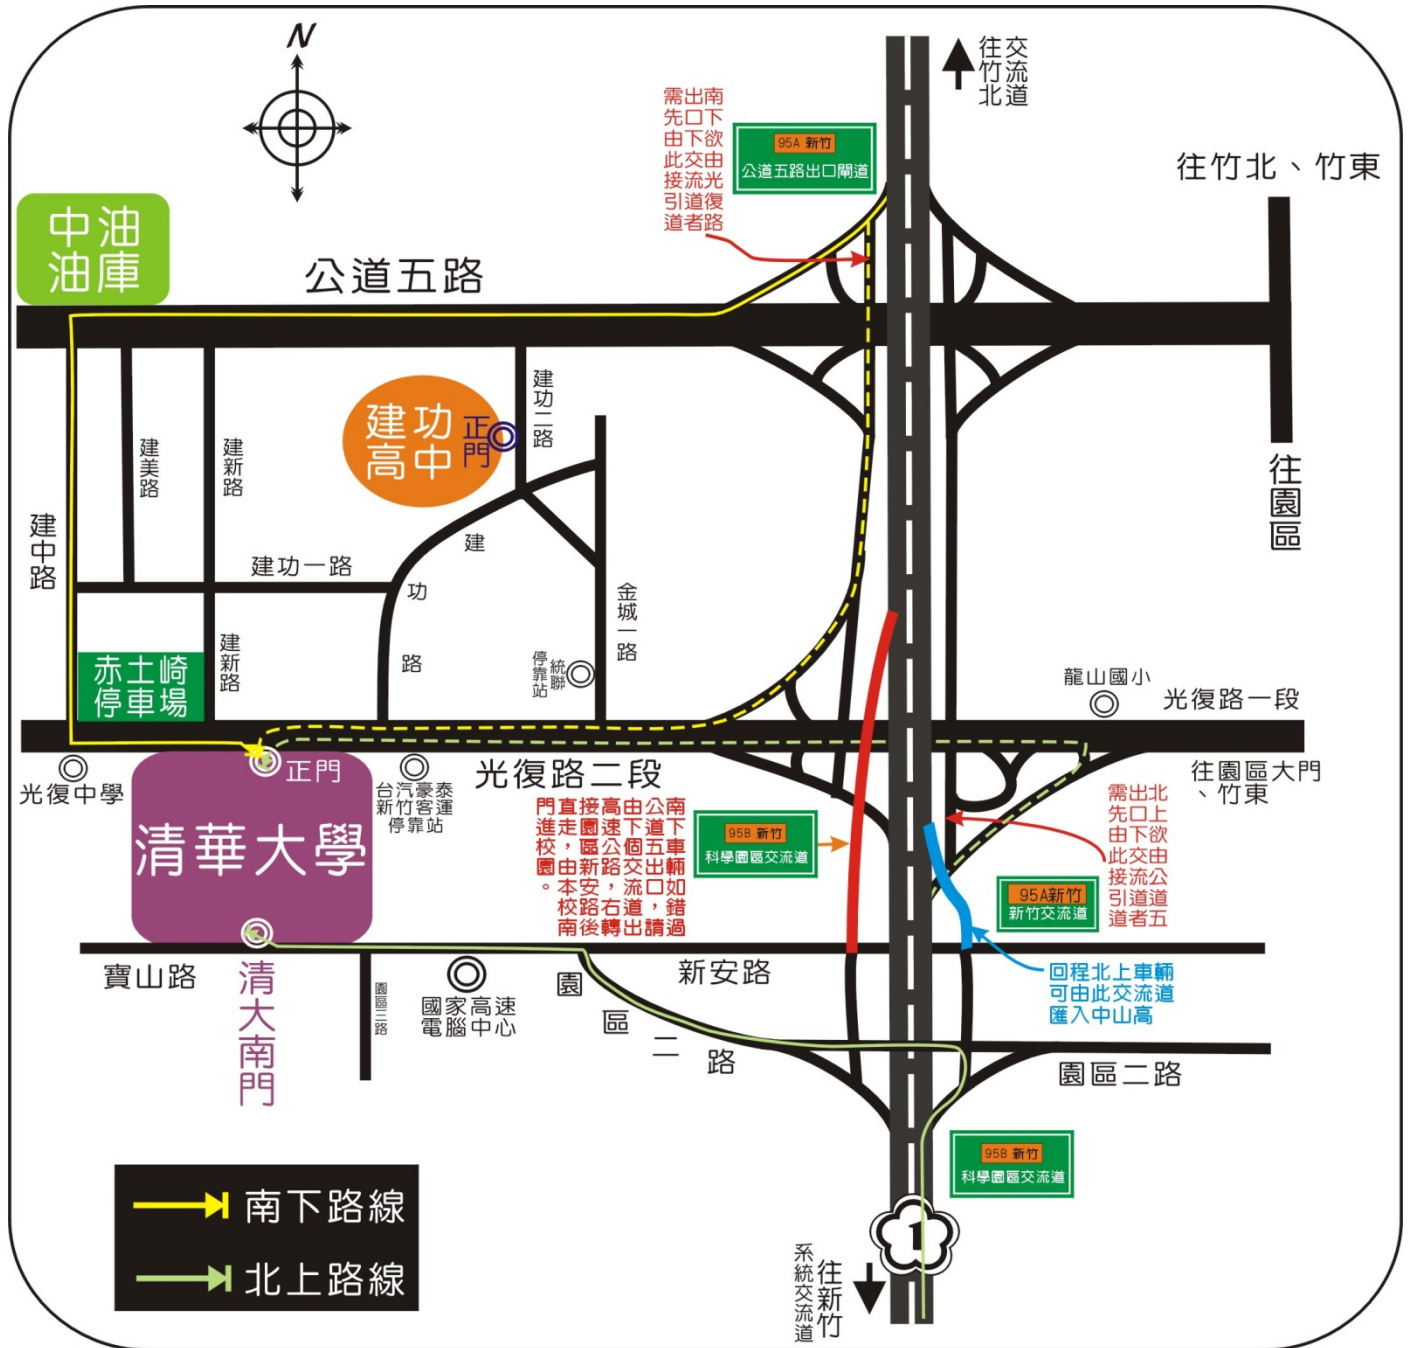 N
往竹北
交流道
南下欲由光復路
出口下交流道者
需先由此接引道
95A 新竹
公道五路出口閘道
往竹北、竹東
中油
油庫
公道五路
建功
高中
正門
建功二路
建美路
建新路
建中路
往園區
建功一路
建功路
金城一路
建新路
統聯
停靠站
赤土崎
停車場
龍山國小
光復路一段
光復中學
正門
台汽豪泰
新竹客運
停靠站
光復路二段
往園區大門
、竹東
清華大學
南下車輛如錯過
公道五出口,請
由下個交流道出
高速公路,右轉
接園區新安路後
直走,由本校南
門進校園。
95B 新竹
科學園區交流道
北上欲由公道五
出口下交流道者
需先由此接引道
95A新竹
新竹交流道
寶山路
清大南門
園區三路
國家高速
電腦中心
園區二路
新安路
回程北上車輛
可由此交流道
匯入中山高
園區二路
95B 新竹
科學園區交流道
南下路線
北上路線
1
往新竹
系統交流道